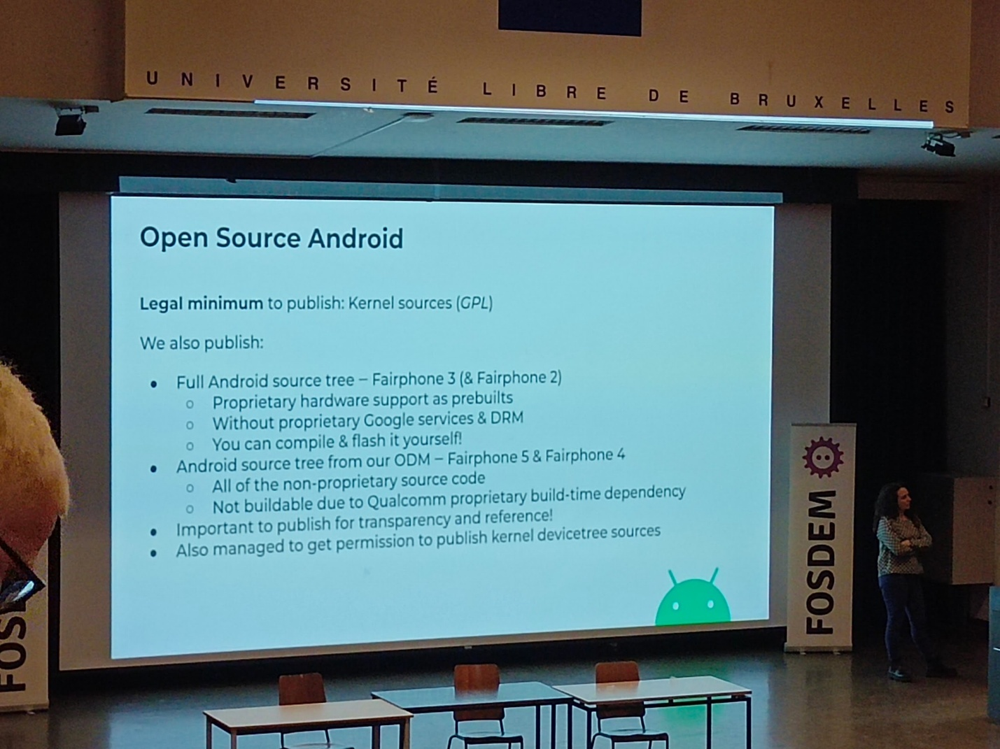 UNIVERSITÉ LIBRE DE BRUXELLES
Open Source Android
Legal minimum to publish: Kernel sources (GPL)
We also publish:
● Full Android source tree – Fairphone 3 (& Fairphone 2)
○ Proprietary hardware support as prebuilts
○ Without proprietary Google services & DRM
○ You can compile & flash it yourself!
● Android source tree from our ODM – Fairphone 5 & Fairphone 4
○ All of the non-proprietary source code
○ Not buildable due to Qualcomm proprietary build-time dependency
● Important to publish for transparency and reference!
● Also managed to get permission to publish kernel devicetree sources
FOSDEM
FOS